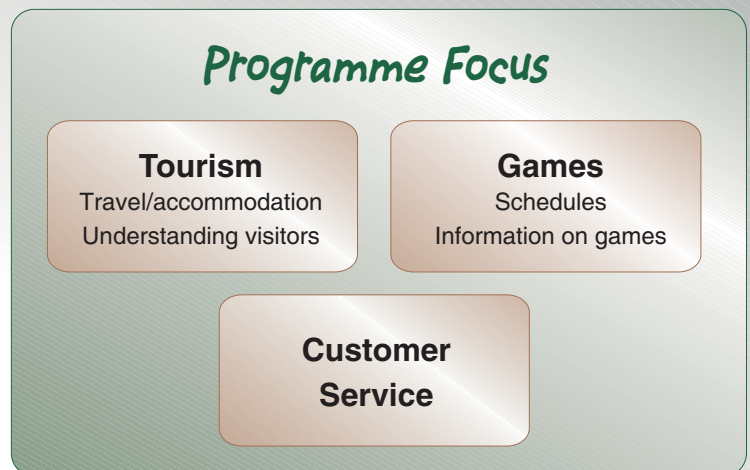 Programme Focus
Tourism
Travel/accommodation
Understanding visitors
Games
Schedules
Information on games
Customer
Service